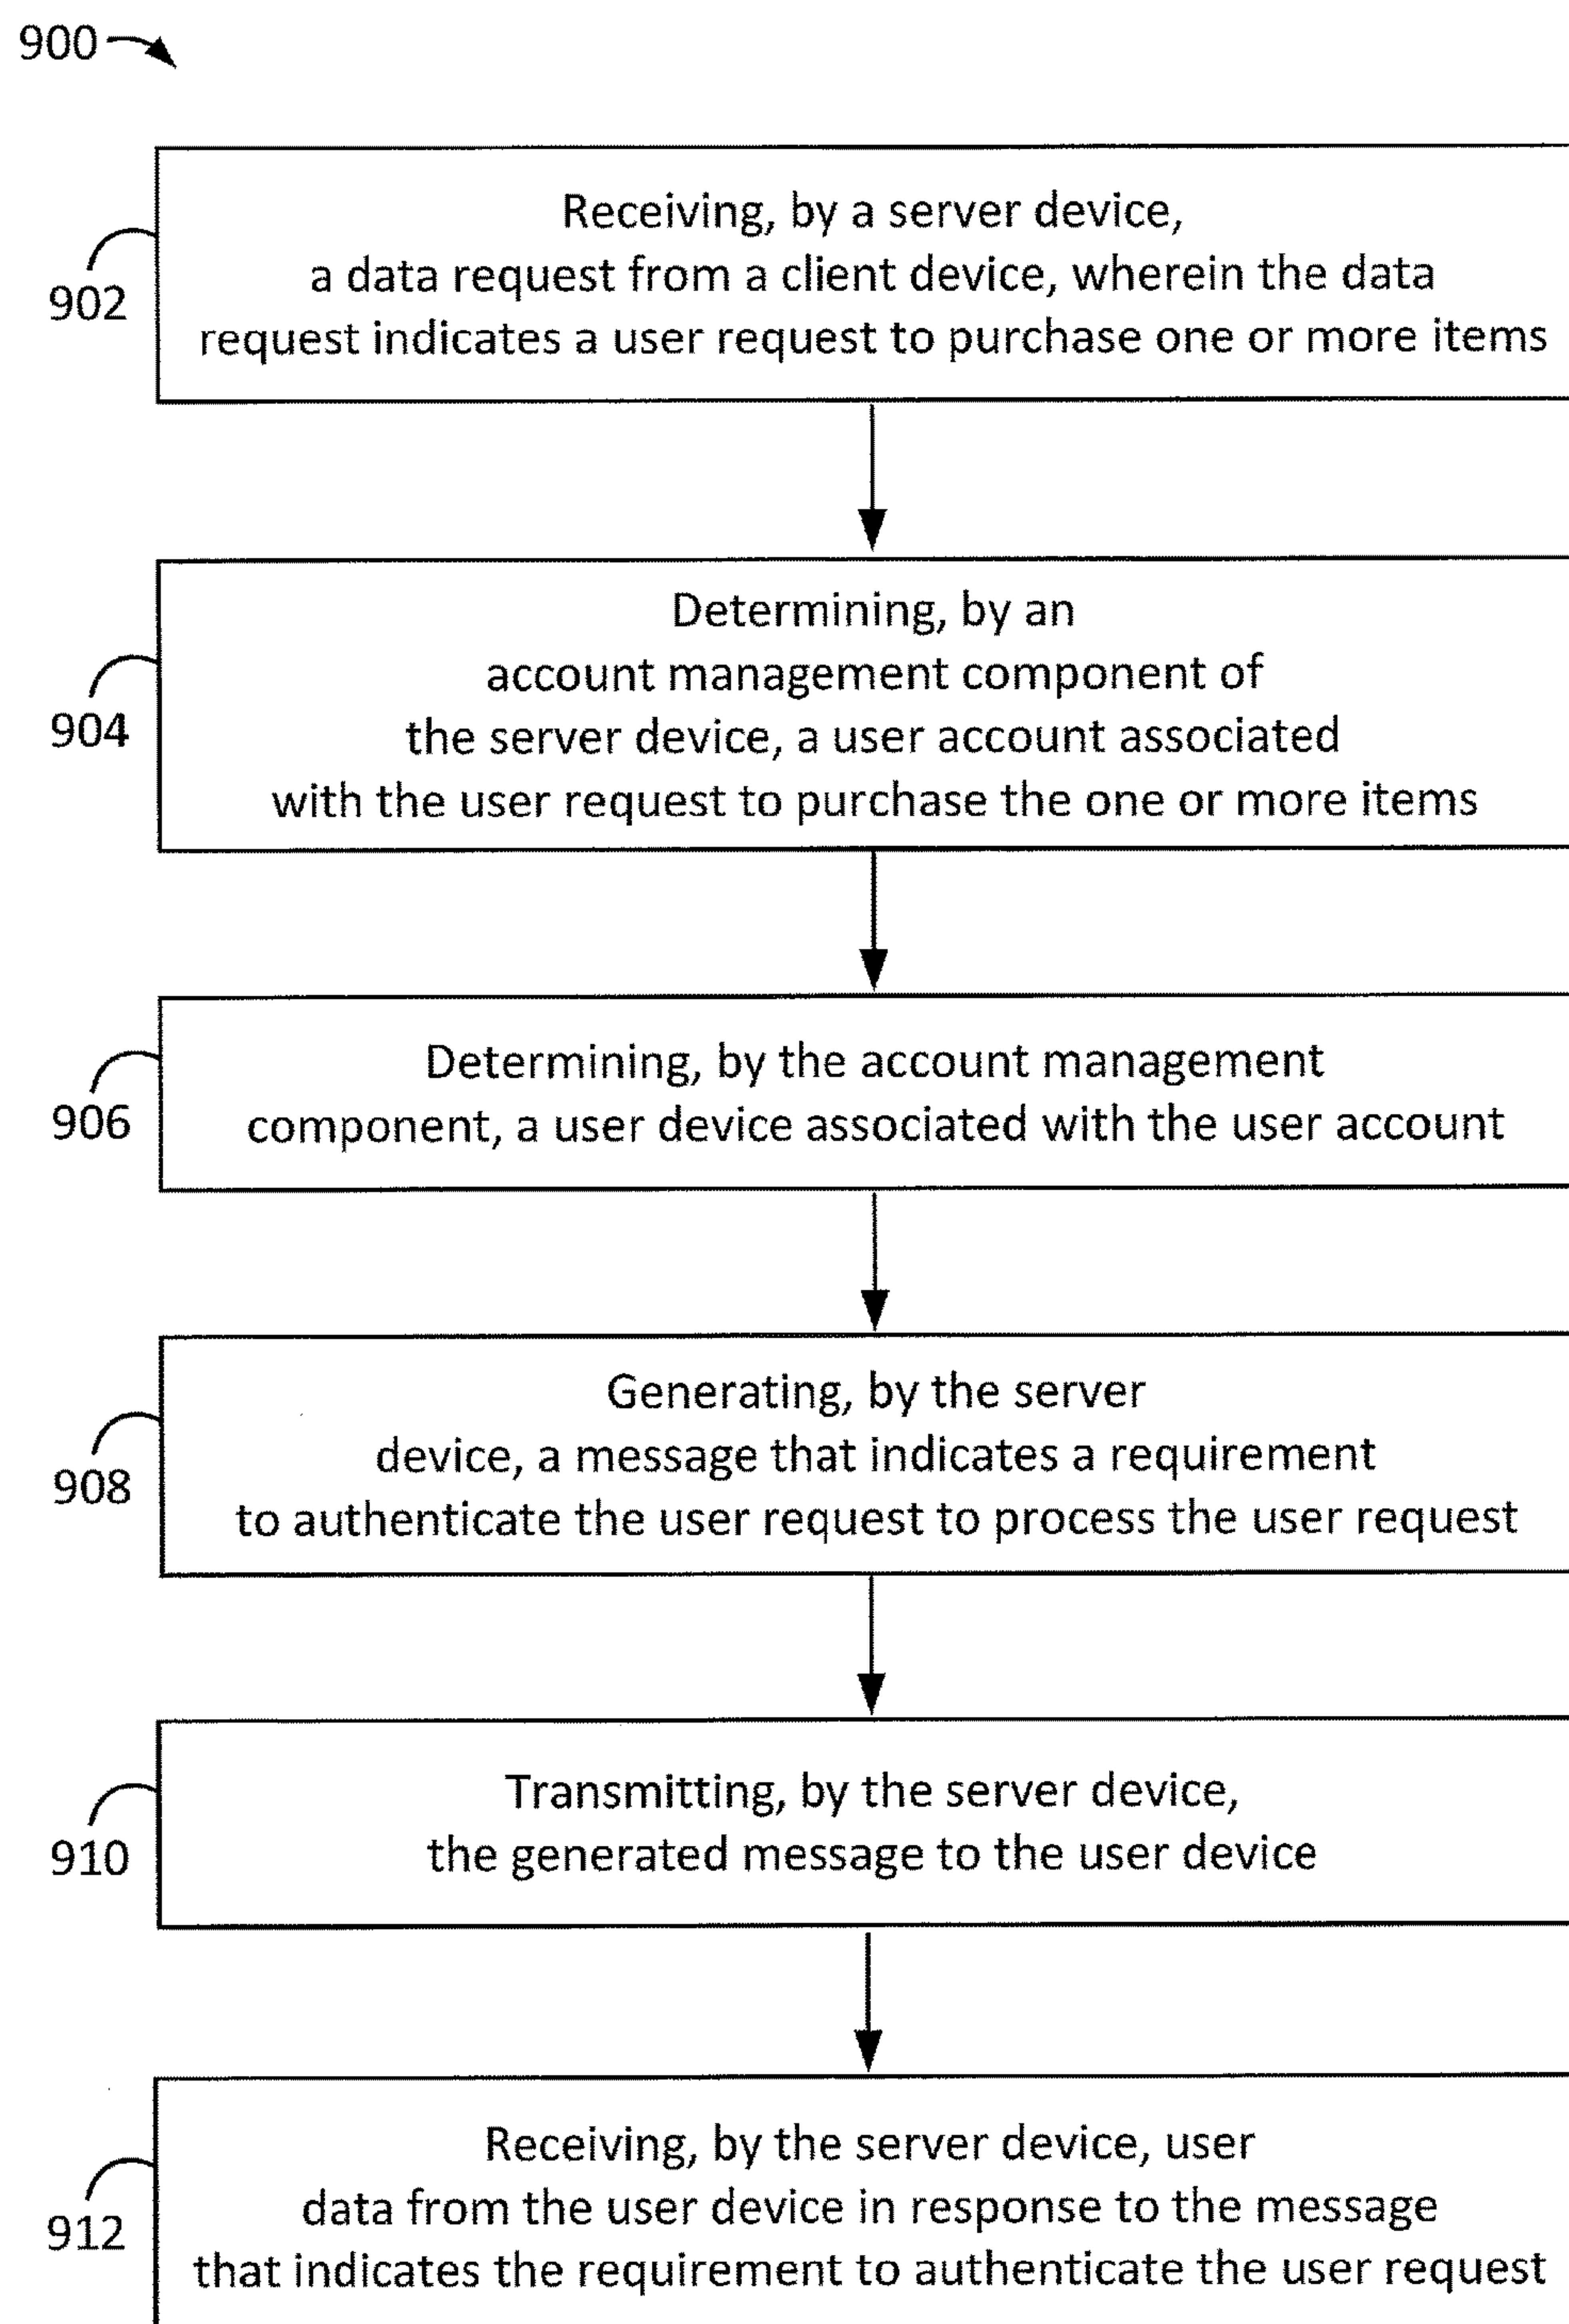 900
Receiving, by a server device,
a data request from a client device, wherein the data
request indicates a user request to purchase one or more items
902
Determining, by an
account management component of
the server device, a user account associated
with the user request to purchase the one or more items
904
Determining, by the account management
component, a user device associated with the user account
906
Generating, by the server
device, a message that indicates a requirement
to authenticate the user request to process the user request
908
Transmitting, by the server device,
the generated message to the user device
910
Receiving, by the server device, user
data from the user device in response to the message
that indicates the requirement to authenticate the user request
912